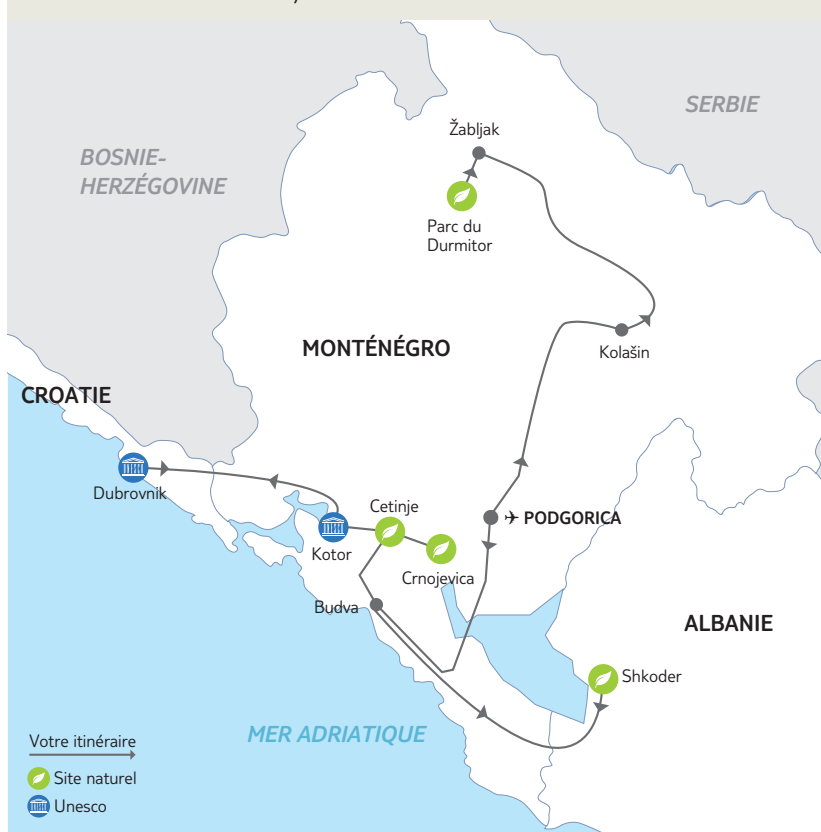 SERBIE
Žabljak
BOSNIE-
HERZÉGOVINE
Parc du
Durmitor
MONTÉNÉGRO
Kolašin
CROATIE
Dubrovnik
Cetinje
PODGORICA
Kotor
Crnojevica
Budva
ALBANIE
Shkoder
MER ADRIATIQUE
Votre itinéraire
Site naturel
Unesco